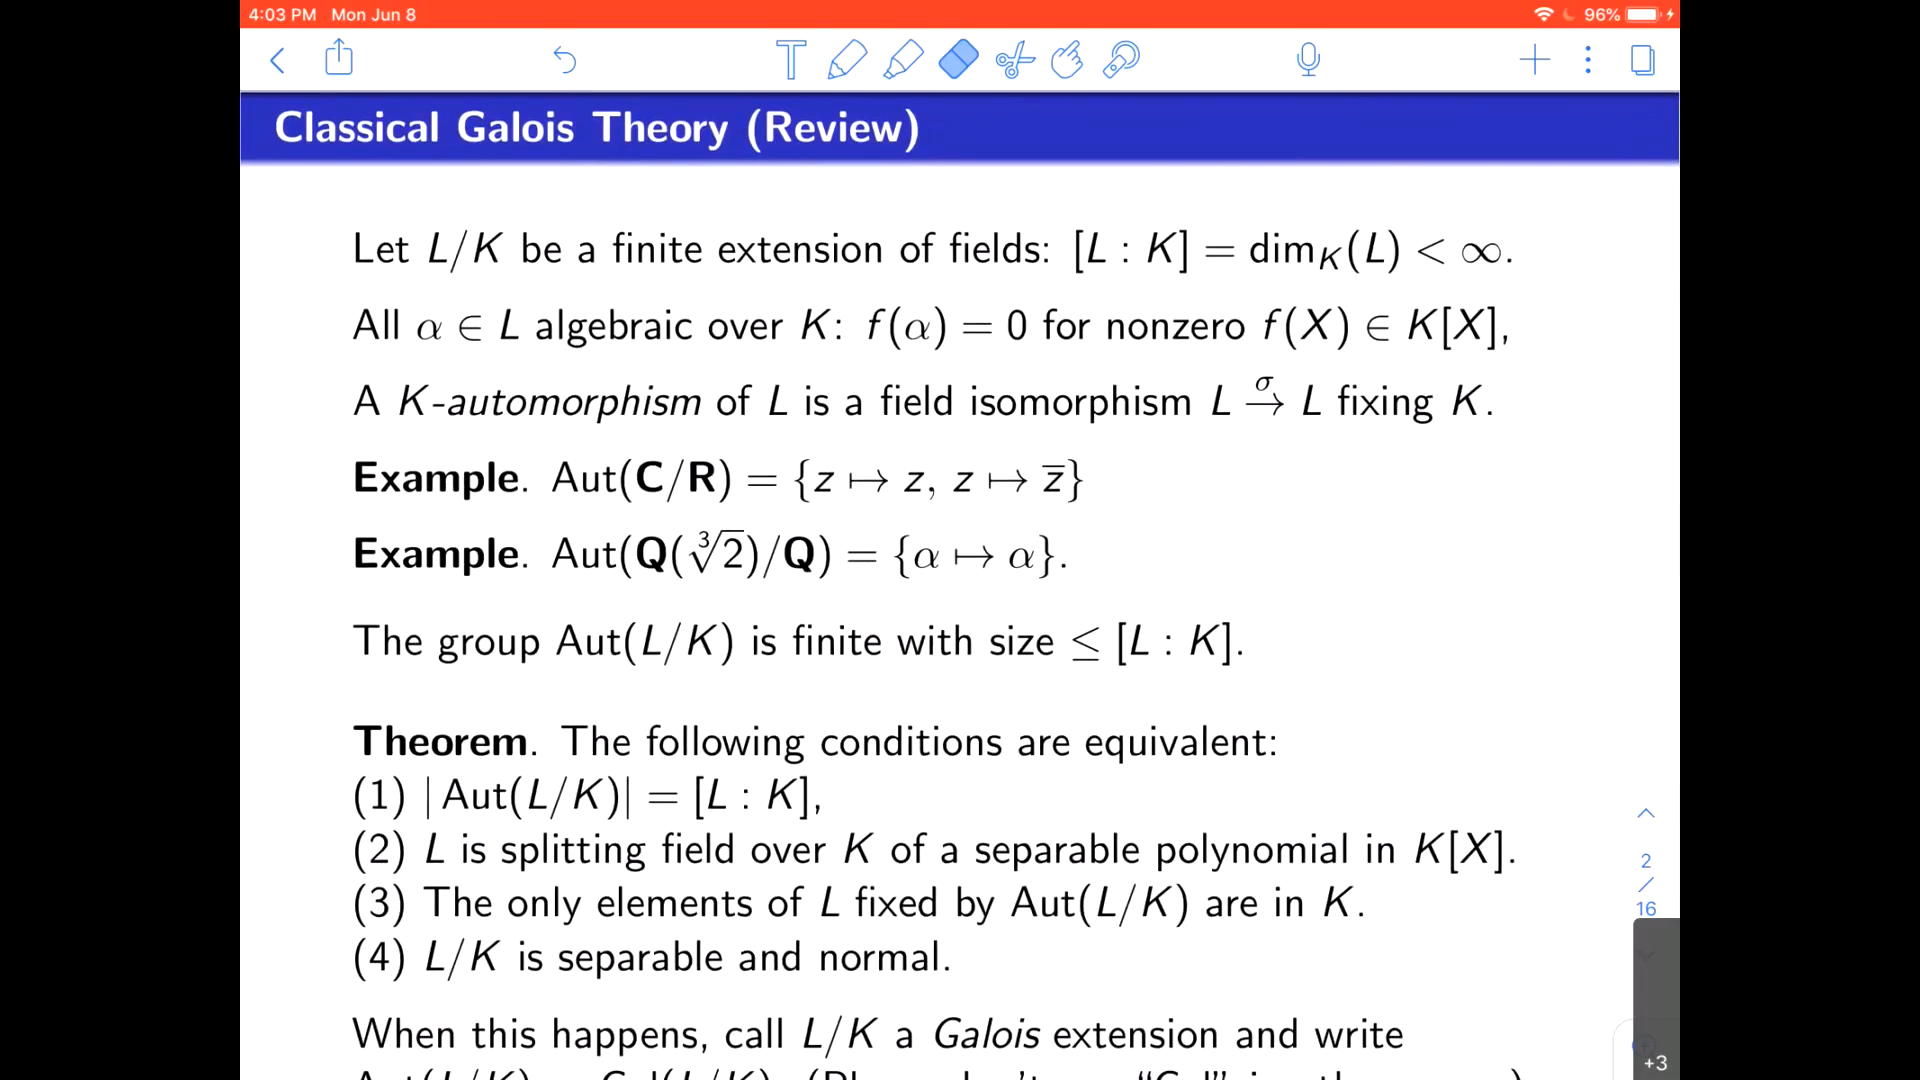 4:03 PM Mon Jun 8 96%
Classical Galois Theory (Review)
Let L/K be a finite extension of fields: [L : K] = dim_K(L) < ∞.
All α ∈ L algebraic over K: f(α) = 0 for nonzero f(X) ∈ K[X],
A K-automorphism of L is a field isomorphism L →^σ L fixing K.
Example. Aut(C/R) = {z ↦ z, z ↦ z̅}
Example. Aut(Q(∛2)/Q) = {α ↦ α}.
The group Aut(L/K) is finite with size ≤ [L : K].
Theorem. The following conditions are equivalent:
(1) | Aut(L/K)| = [L : K],
(2) L is splitting field over K of a separable polynomial in K[X].
(3) The only elements of L fixed by Aut(L/K) are in K.
(4) L/K is separable and normal.
When this happens, call L/K a Galois extension and write
2
/
16
+3